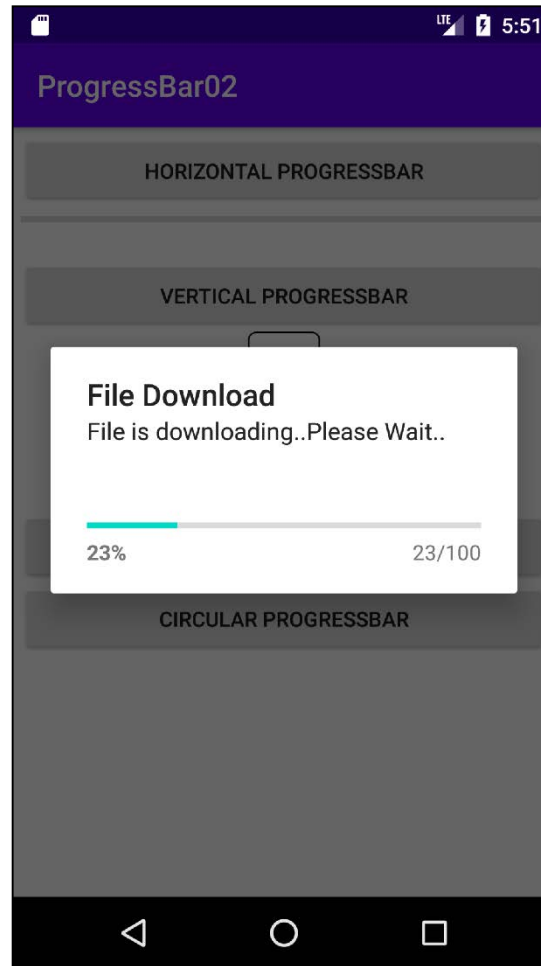 LTE 5:51
ProgressBar02
HORIZONTAL PROGRESSBAR
VERTICAL PROGRESSBAR
File Download
File is downloading..Please Wait..
23% 23/100
CIRCULAR PROGRESSBAR